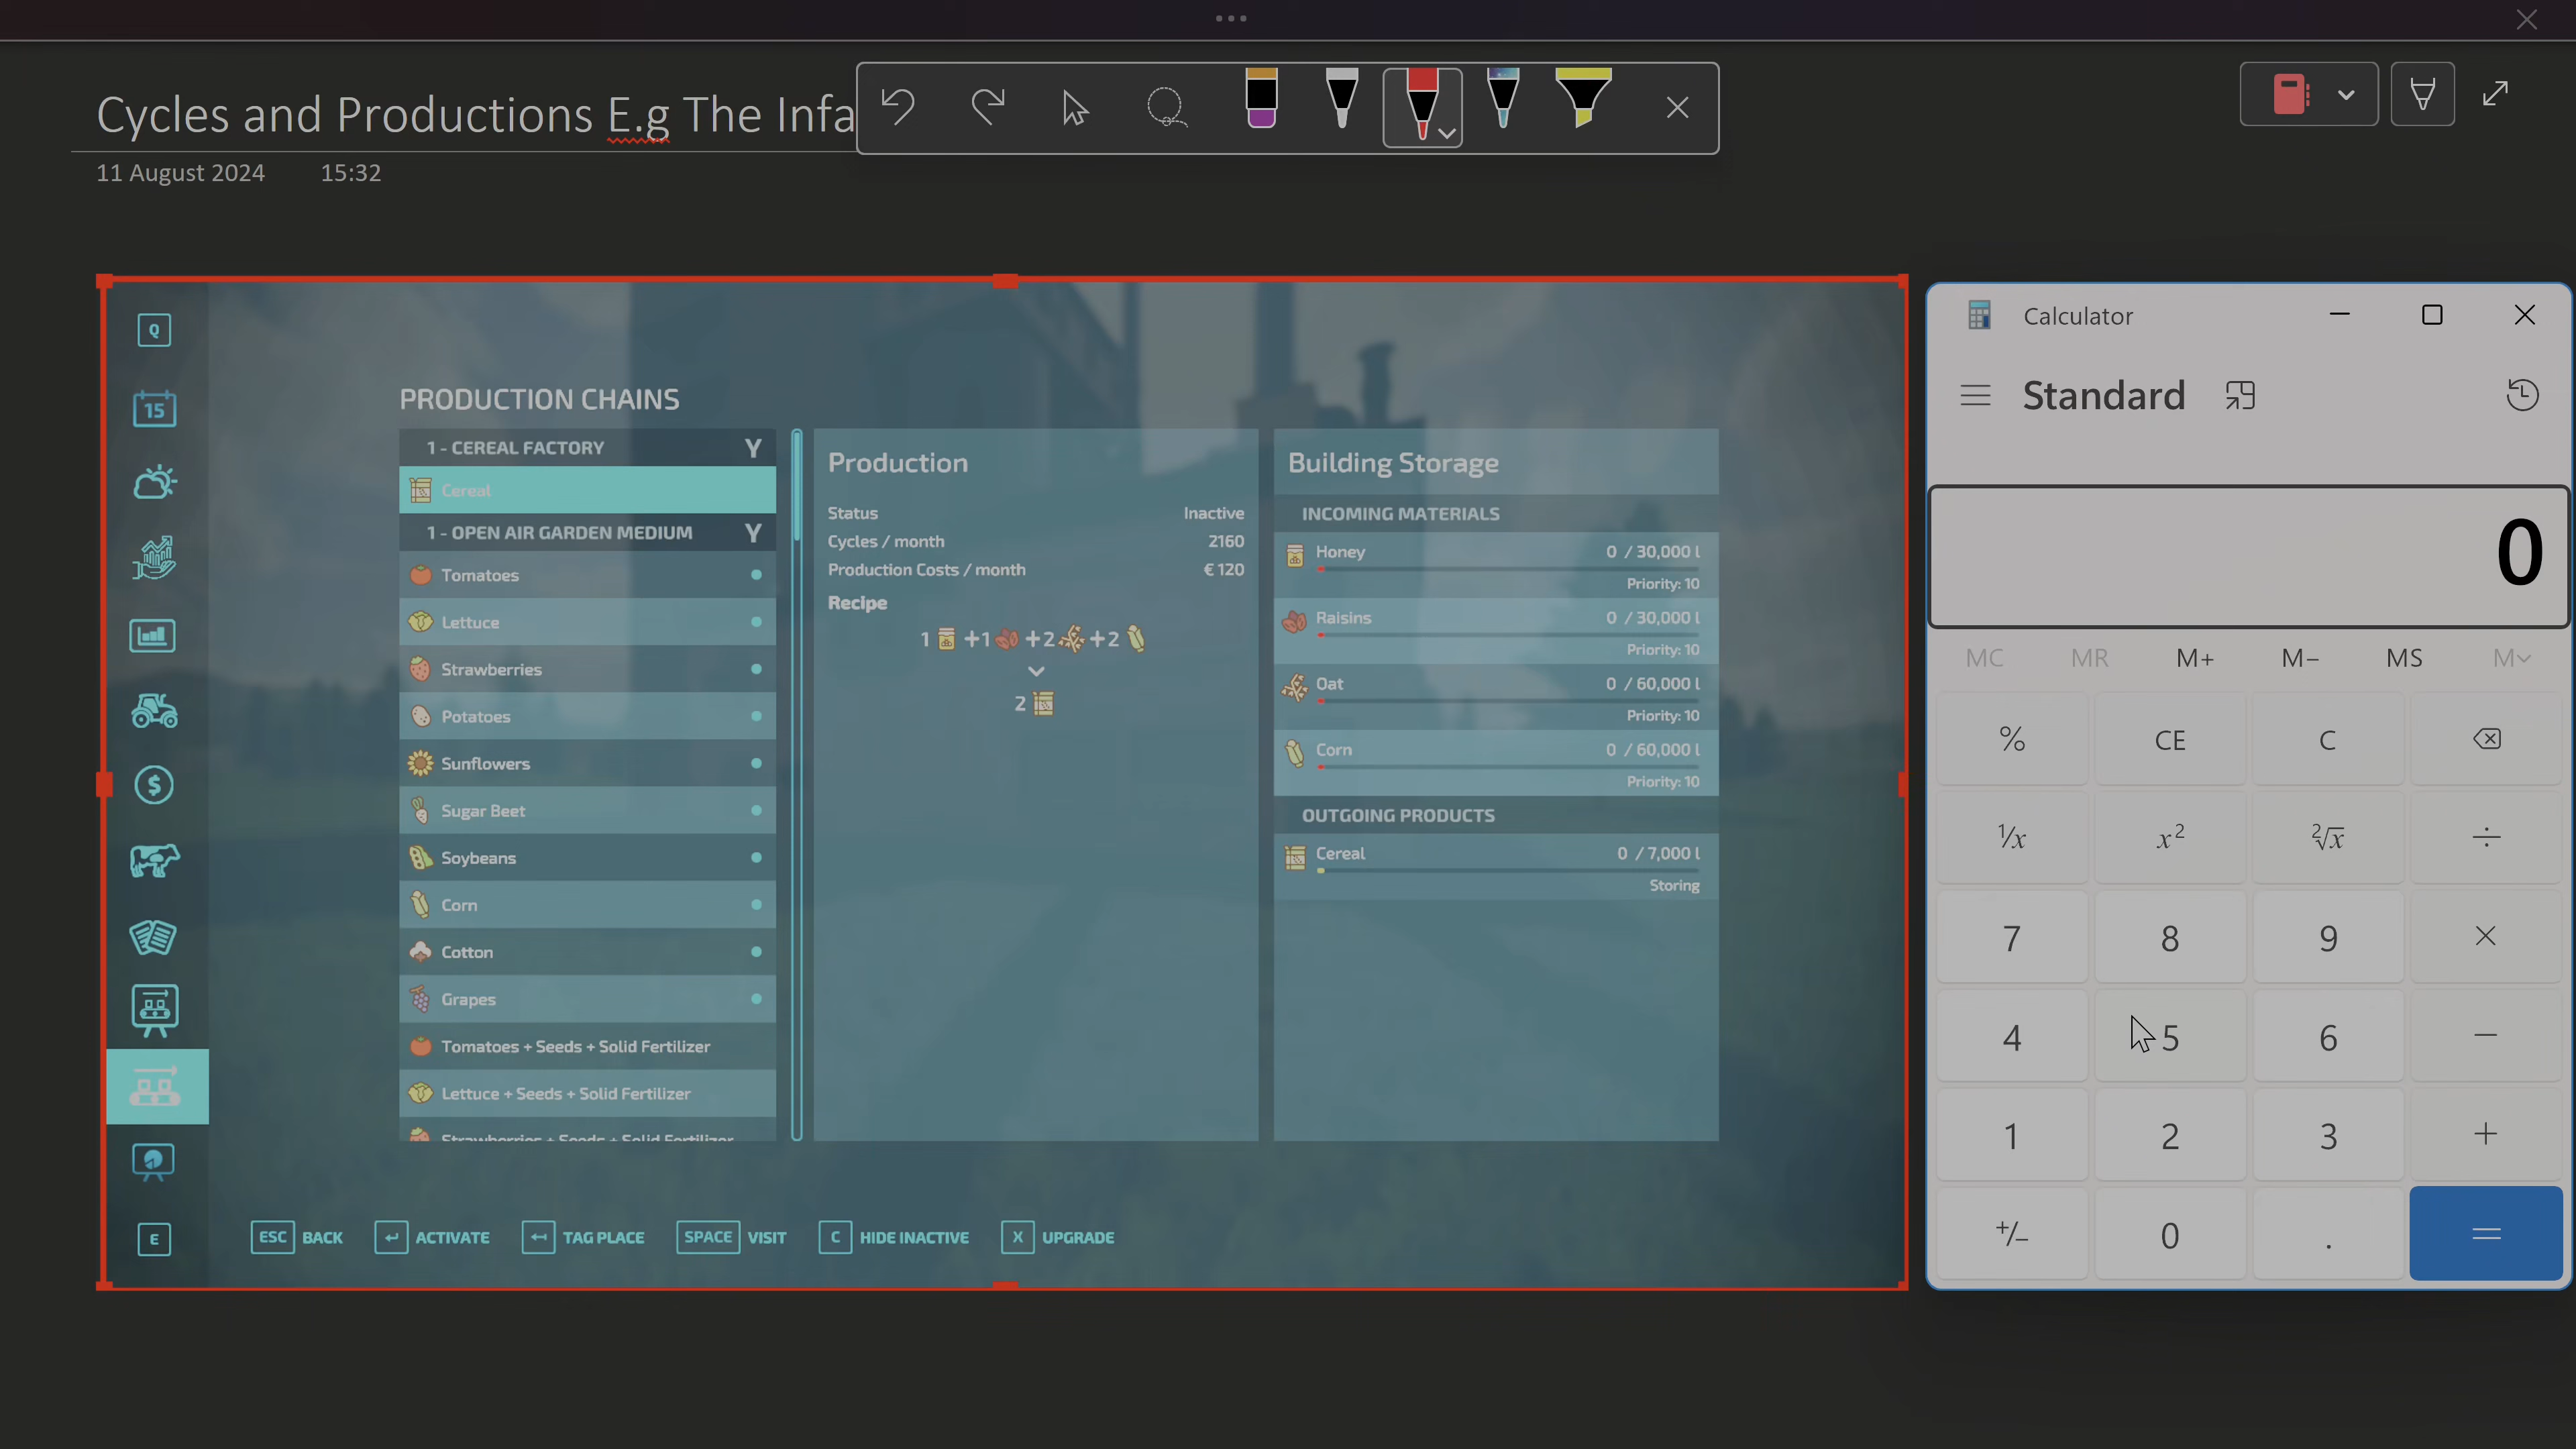 Cycles and Productions E.g The Infa
11 August 2024 15:32
Q
15
E
PRODUCTION CHAINS
1 - CEREAL FACTORY Y
Cereal
1 - OPEN AIR GARDEN MEDIUM Y
Tomatoes
Lettuce
Strawberries
Potatoes
Sunflowers
Sugar Beet
Soybeans
Corn
Cotton
Grapes
Tomatoes + Seeds + Solid Fertilizer
Lettuce + Seeds + Solid Fertilizer
Strawberries + Seeds + Solid Fertilizer
Production
Status Inactive
Cycles / month 2160
Production Costs / month € 120
Recipe
1 +1 +2 +2
2
Building Storage
INCOMING MATERIALS
Honey 0 / 30,000 l
Priority: 10
Raisins 0 / 30,000 l
Priority: 10
Oat 0 / 60,000 l
Priority: 10
Corn 0 / 60,000 l
Priority: 10
OUTGOING PRODUCTS
Cereal 0 / 7,000 l
Storing
ESC BACK ACTIVATE TAG PLACE SPACE VISIT C HIDE INACTIVE X UPGRADE
Calculator
Standard
0
MC MR M+ M− MS M
% CE C
1/x x² ²√x ÷
7 8 9 ×
4 5 6 −
1 2 3 +
+/− 0 . =